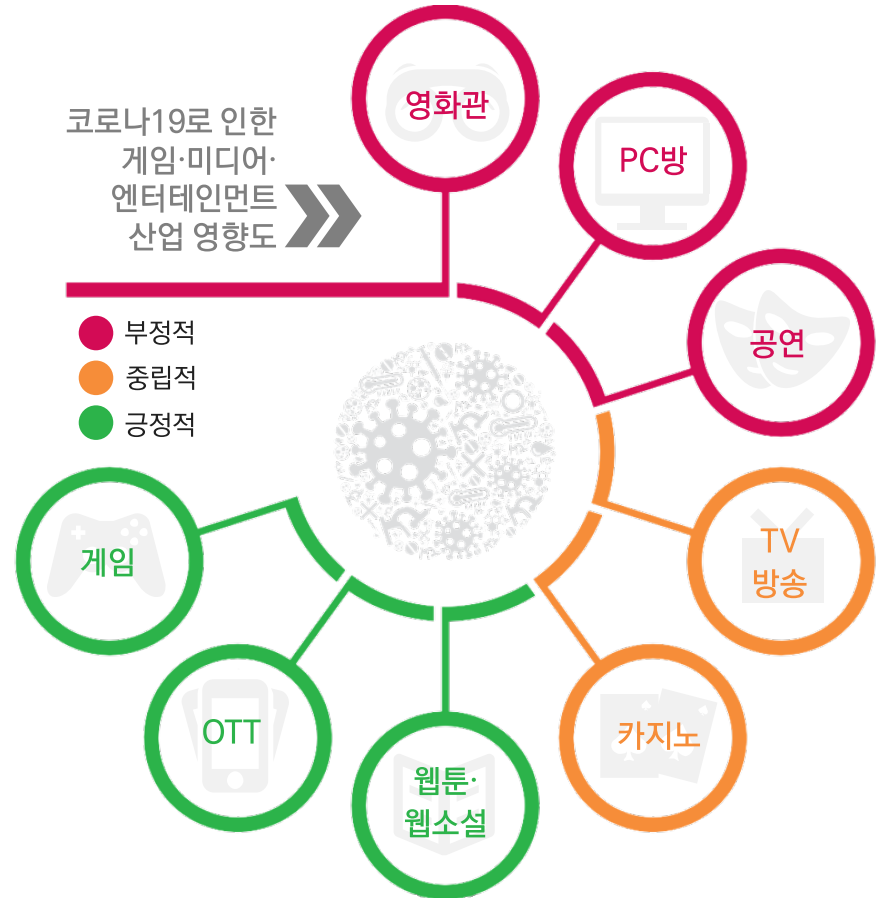 코로나19로 인한
게임·미디어·
엔터테인먼트
산업 영향도
부정적
중립적
긍정적
영화관
PC방
공연
TV
방송
카지노
웹툰·
웹소설
OTT
게임